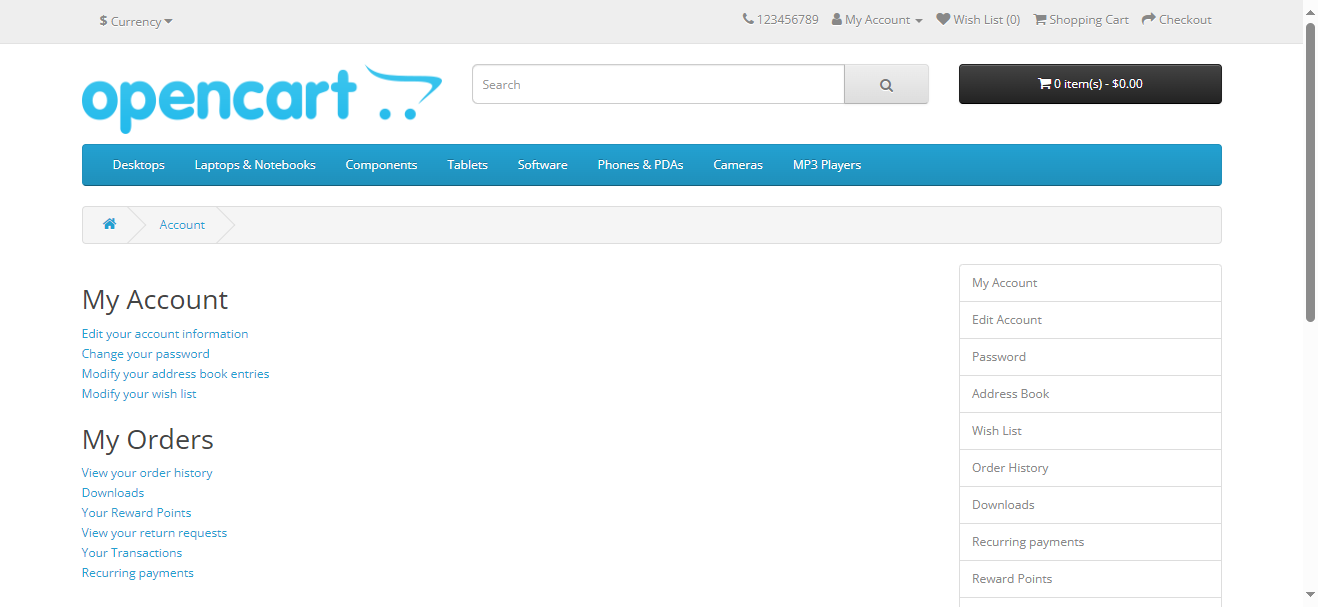 $ Currency
123456789 My Account Wish List (0) Shopping Cart Checkout
opencart
Search
0 item(s) - $0.00
Desktops Laptops & Notebooks Components Tablets Software Phones & PDAs Cameras MP3 Players
Account
My Account
Edit your account information
Change your password
Modify your address book entries
Modify your wish list
My Orders
View your order history
Downloads
Your Reward Points
View your return requests
Your Transactions
Recurring payments
My Account
Edit Account
Password
Address Book
Wish List
Order History
Downloads
Recurring payments
Reward Points